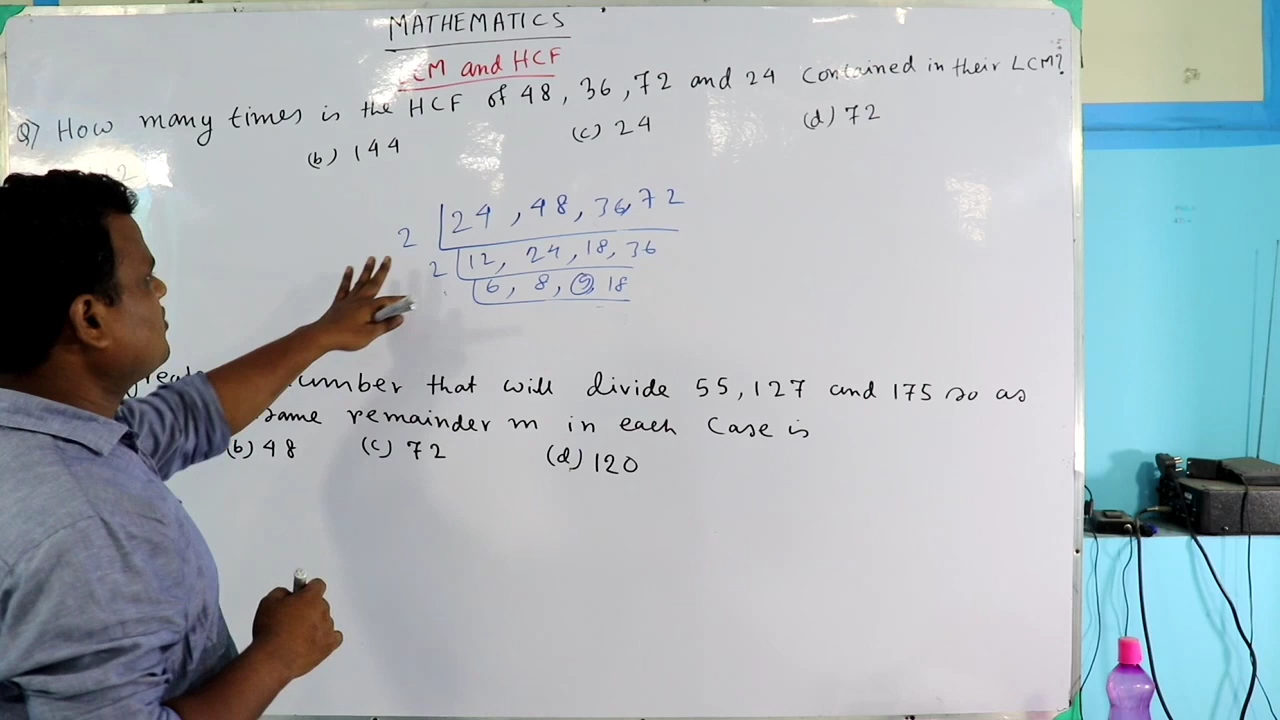 MATHEMATICS
LCM and HCF
Q) How many times is the HCF of 48, 36, 72 and 24 contained in their LCM?
12 (b) 144 (c) 24 (d) 72
2 24, 48, 36, 72
2 12, 24, 18, 36
6, 8, 9, 18
number that will divide 55, 127 and 175 so as
same remainder m in each case is
(b) 48 (c) 72 (d) 120